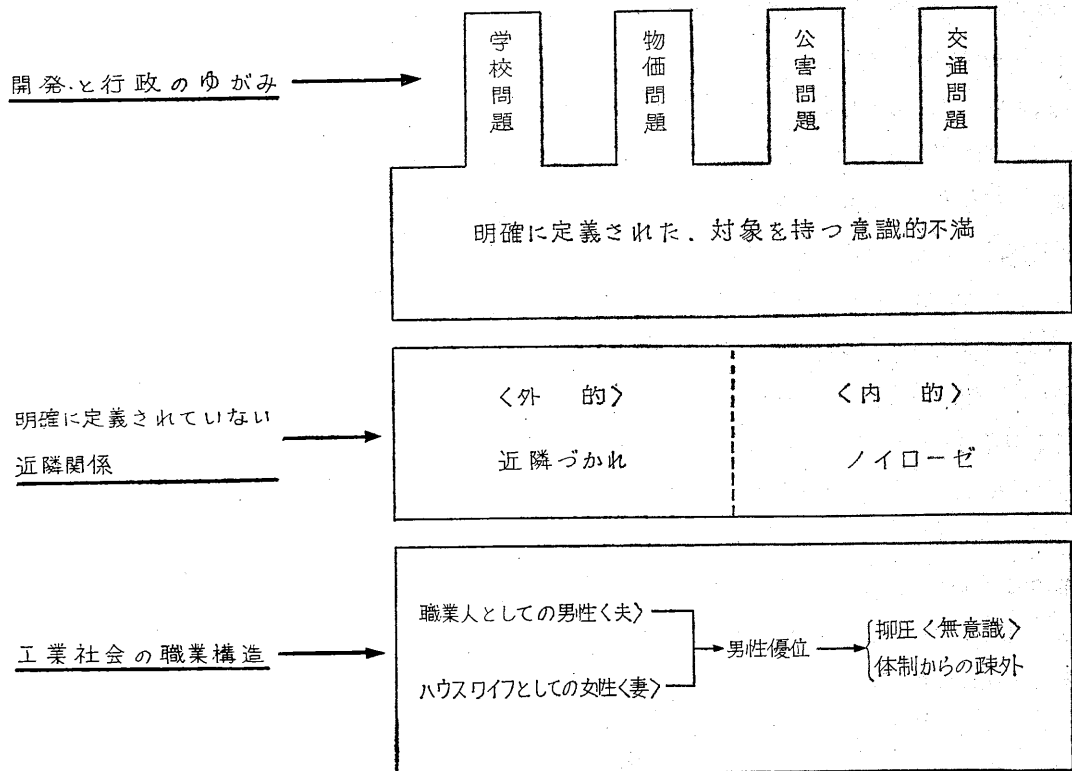 開発と行政のゆがみ
学校問題
物価問題
公害問題
交通問題
明確に定義された、対象を持つ意識的不満
明確に定義されていない
近隣関係
〈外 的〉
近隣づかれ
〈内 的〉
ノイローゼ
工業社会の職業構造
職業人としての男性〈夫〉
ハウスワイフとしての女性〈妻〉
男性優位
抑圧〈無意識〉
体制からの疎外